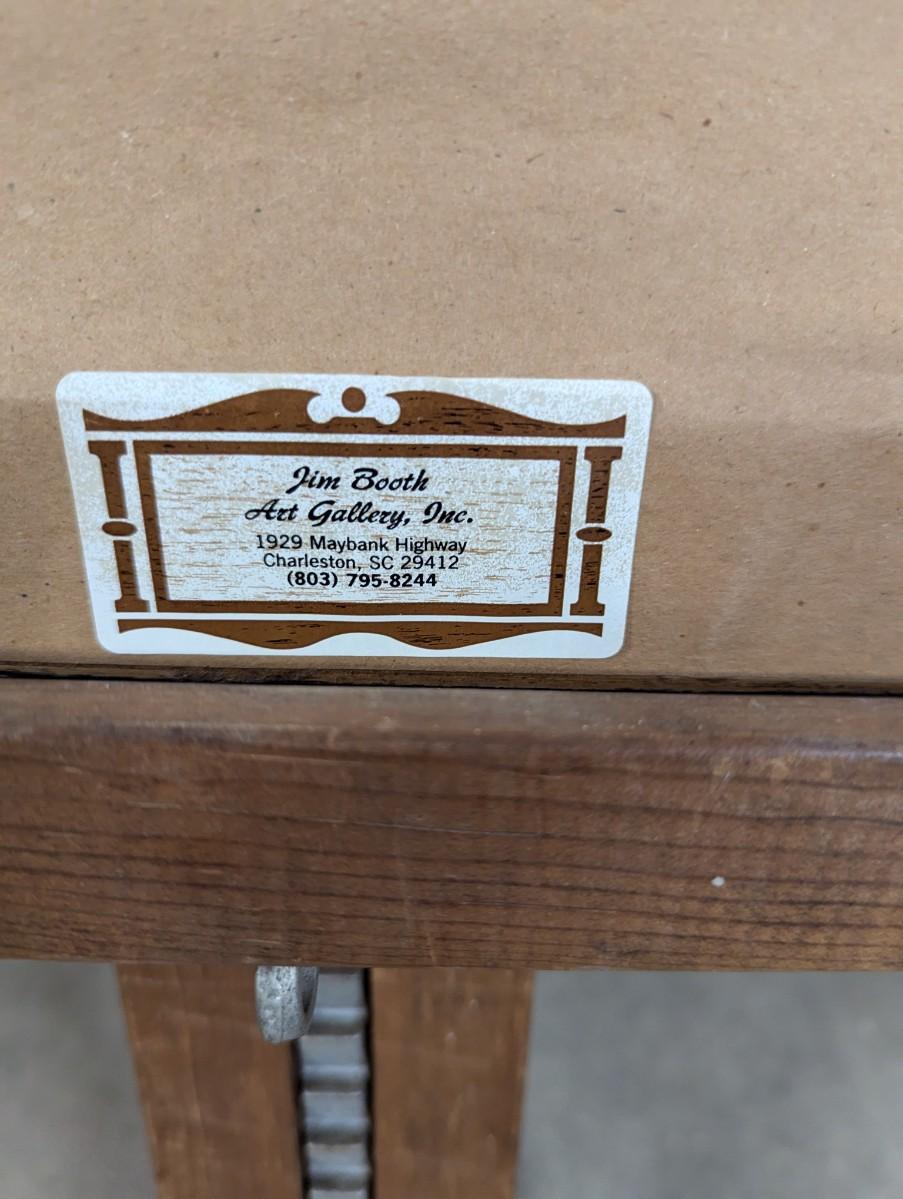 Jim Booth
Art Gallery, Inc.
1929 Maybank Highway
Charleston, SC 29412
(803) 795-8244